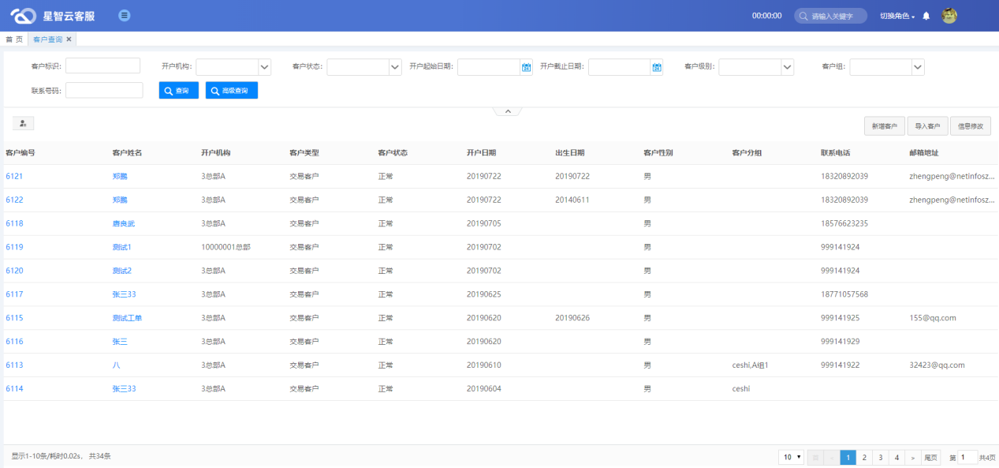 星智云客服
00:00:00 请输入关键字 切换角色
首 页 客户查询 ×
客户标识: 开户机构: 客户状态: 开户起始日期: 开户截止日期: 客户级别: 客户组:
联系号码: 查询 高级查询
新增客户 导入客户 信息修改
客户编号 客户姓名 开户机构 客户类型 客户状态 开户日期 出生日期 客户性别 客户分组 联系电话 邮箱地址
6121 郑鹏 3总部A 交易客户 正常 20190722 20190722 男 18320892039 zhengpeng@netinfosz...
6122 郑鹏 3总部A 交易客户 正常 20190722 20140611 男 18320892039 zhengpeng@netinfosz...
6118 唐良武 3总部A 交易客户 正常 20190705 男 18576623235
6119 测试1 10000001总部 交易客户 正常 20190702 男 999141924
6120 测试2 3总部A 交易客户 正常 20190702 男 999141924
6117 张三33 3总部A 交易客户 正常 20190625 男 18771057568
6115 测试工单 3总部A 交易客户 正常 20190620 20190626 男 999141925 155@qq.com
6116 张三 3总部A 交易客户 正常 20190620 男 999141929
6113 八 3总部A 交易客户 正常 20190610 男 ceshi,A组1 999141922 32423@qq.com
6114 张三33 3总部A 交易客户 正常 20190604 男 ceshi
显示1-10条/耗时0.02s, 共34条 10 1 2 3 4 > 尾页 第 1 共4页